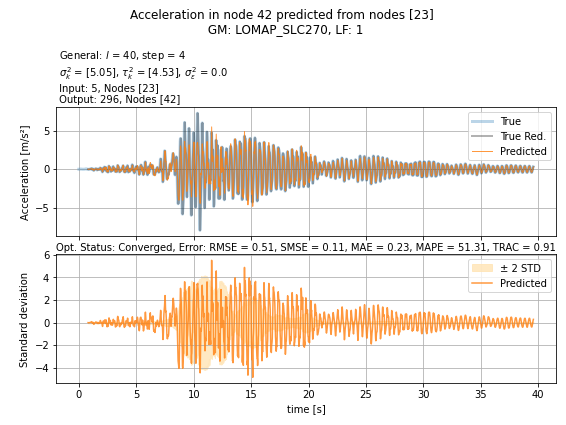 Acceleration in node 42 predicted from nodes [23]
GM: LOMAP_SLC270, LF: 1
General: l = 40, step = 4
σ²ₖ = [5.05], τ²ₖ = [4.53], σ²ₑ = 0.0
Input: 5, Nodes [23]
Output: 296, Nodes [42]
True
True Red.
Predicted
Acceleration [m/s²]
5
0
−5
Opt. Status: Converged, Error: RMSE = 0.51, SMSE = 0.11, MAE = 0.23, MAPE = 51.31, TRAC = 0.91
± 2 STD
Predicted
Standard deviation
6
4
2
0
−2
−4
0 5 10 15 20 25 30 35 40
time [s]